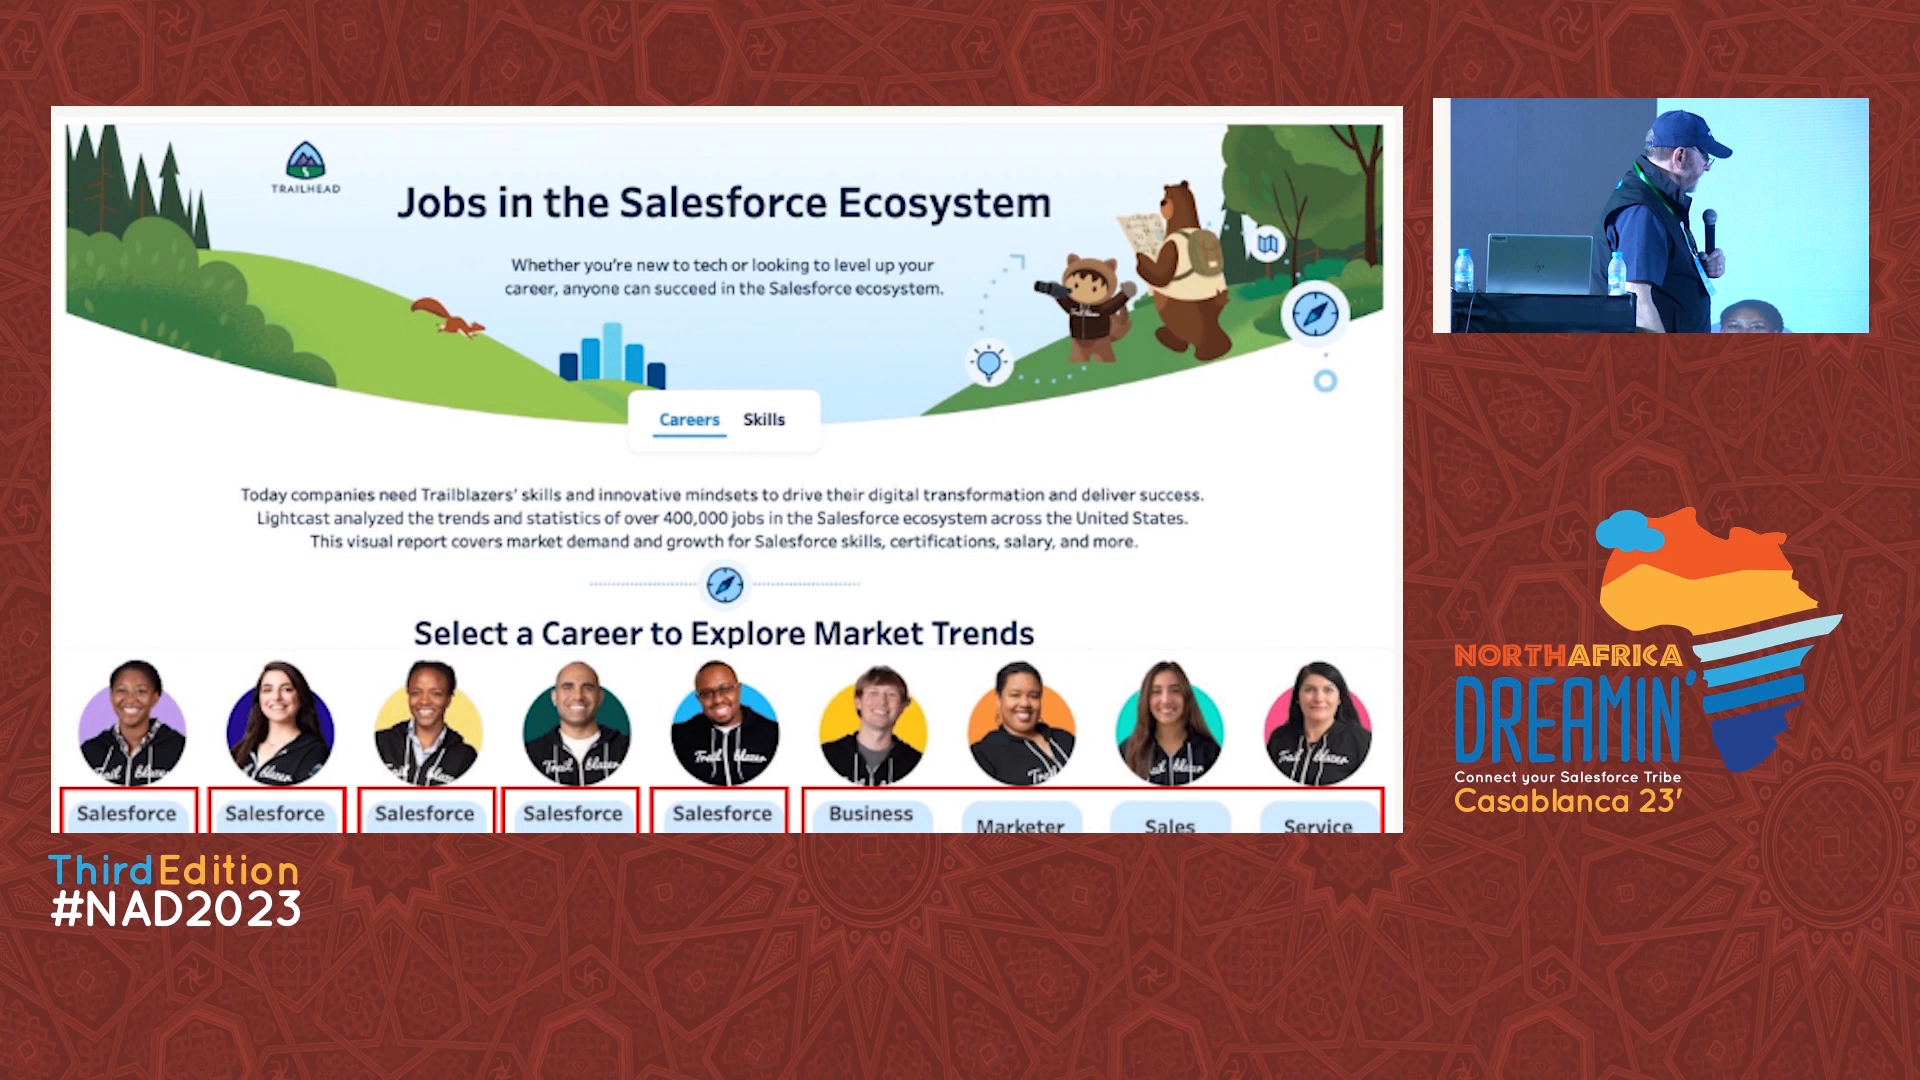 TRAILHEAD
Jobs in the Salesforce Ecosystem
Whether you're new to tech or looking to level up your
career, anyone can succeed in the Salesforce ecosystem.
Careers Skills
Today companies need Trailblazers' skills and innovative mindsets to drive their digital transformation and deliver success.
Lightcast analyzed the trends and statistics of over 400,000 jobs in the Salesforce ecosystem across the United States.
This visual report covers market demand and growth for Salesforce skills, certifications, salary, and more.
Select a Career to Explore Market Trends
Salesforce Salesforce Salesforce Salesforce Salesforce Business Marketer Sales Service
NORTHAFRICA
DREAMIN'
Connect your Salesforce Tribe
Casablanca 23'
ThirdEdition
#NAD2023